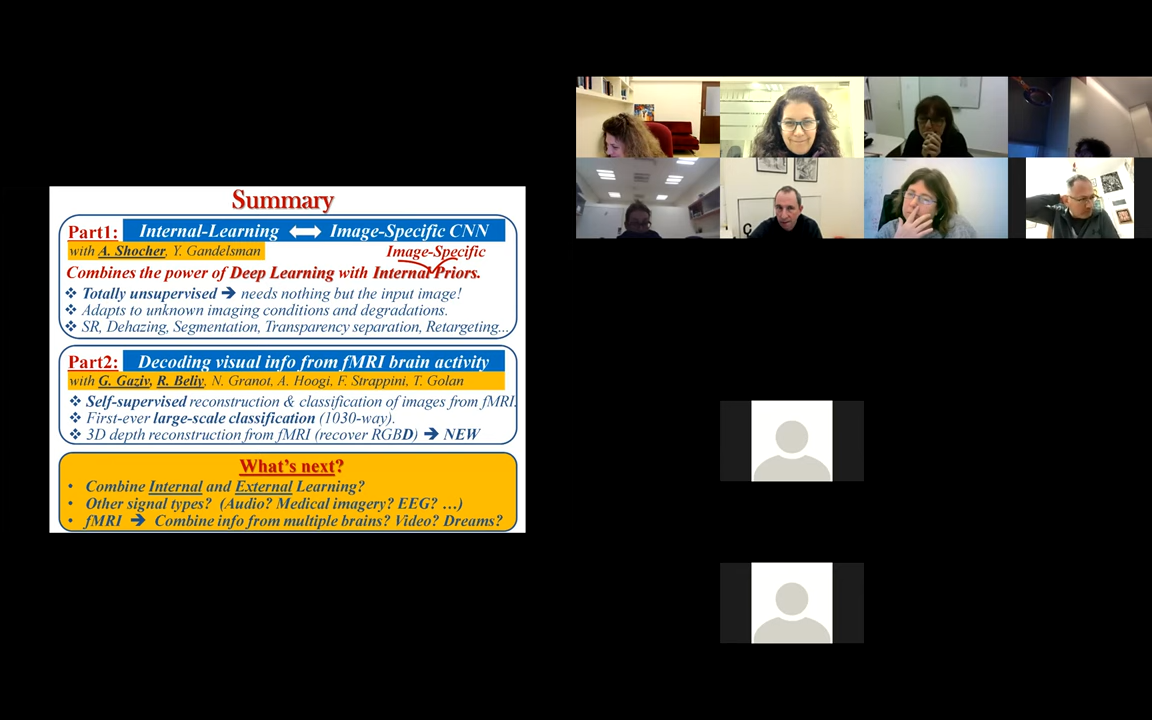 Summary
Part1: Internal-Learning ⟷ Image-Specific CNN
with A. Shocher, Y. Gandelsman
Image-Specific
Combines the power of Deep Learning with Internal Priors.
❖ Totally unsupervised ➔ needs nothing but the input image!
❖ Adapts to unknown imaging conditions and degradations.
❖ SR, Dehazing, Segmentation, Transparency separation, Retargeting...
Part2: Decoding visual info from fMRI brain activity
with G. Gaziv, R. Beliy, N. Granot, A. Hoogi, F. Strappini, T. Golan
❖ Self-supervised reconstruction & classification of images from fMRI.
❖ First-ever large-scale classification (1030-way).
❖ 3D depth reconstruction from fMRI (recover RGBD) ➔ NEW
What's next?
• Combine Internal and External Learning?
• Other signal types? (Audio? Medical imagery? EEG? …)
• fMRI ➔ Combine info from multiple brains? Video? Dreams?